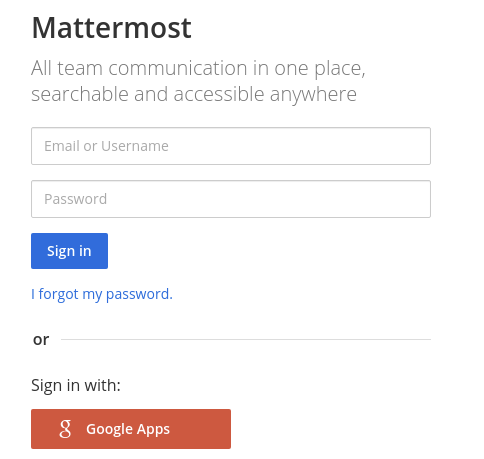 Mattermost
All team communication in one place,
searchable and accessible anywhere
Email or Username
Password
Sign in
I forgot my password.
or
Sign in with:
g Google Apps